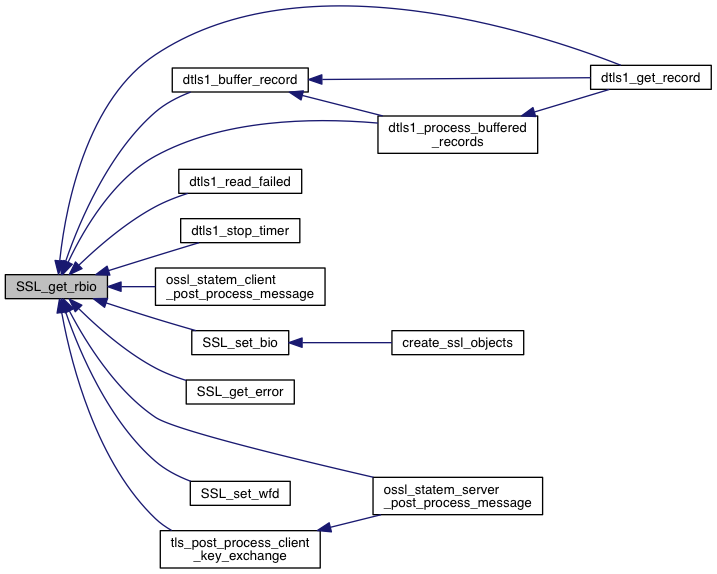 dtls1_buffer_record
dtls1_get_record
dtls1_process_buffered
_records
dtls1_read_failed
dtls1_stop_timer
SSL_get_rbio
ossl_statem_client
_post_process_message
SSL_set_bio
create_ssl_objects
SSL_get_error
SSL_set_wfd
ossl_statem_server
_post_process_message
tls_post_process_client
_key_exchange